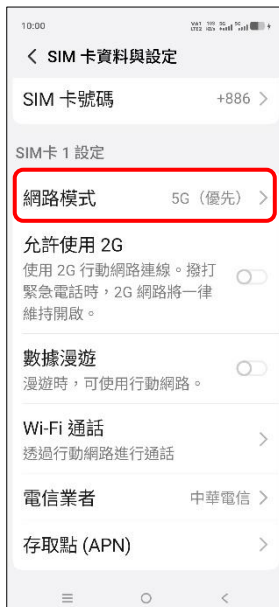 10:00
SIM 卡資料與設定
SIM 卡號碼 +886
SIM卡 1 設定
網路模式 5G（優先）
允許使用 2G
使用 2G 行動網路連線。撥打
緊急電話時，2G 網路將一律
維持開啟。
數據漫遊
漫遊時，可使用行動網路。
Wi-Fi 通話
透過行動網路進行通話
電信業者 中華電信
存取點 (APN)